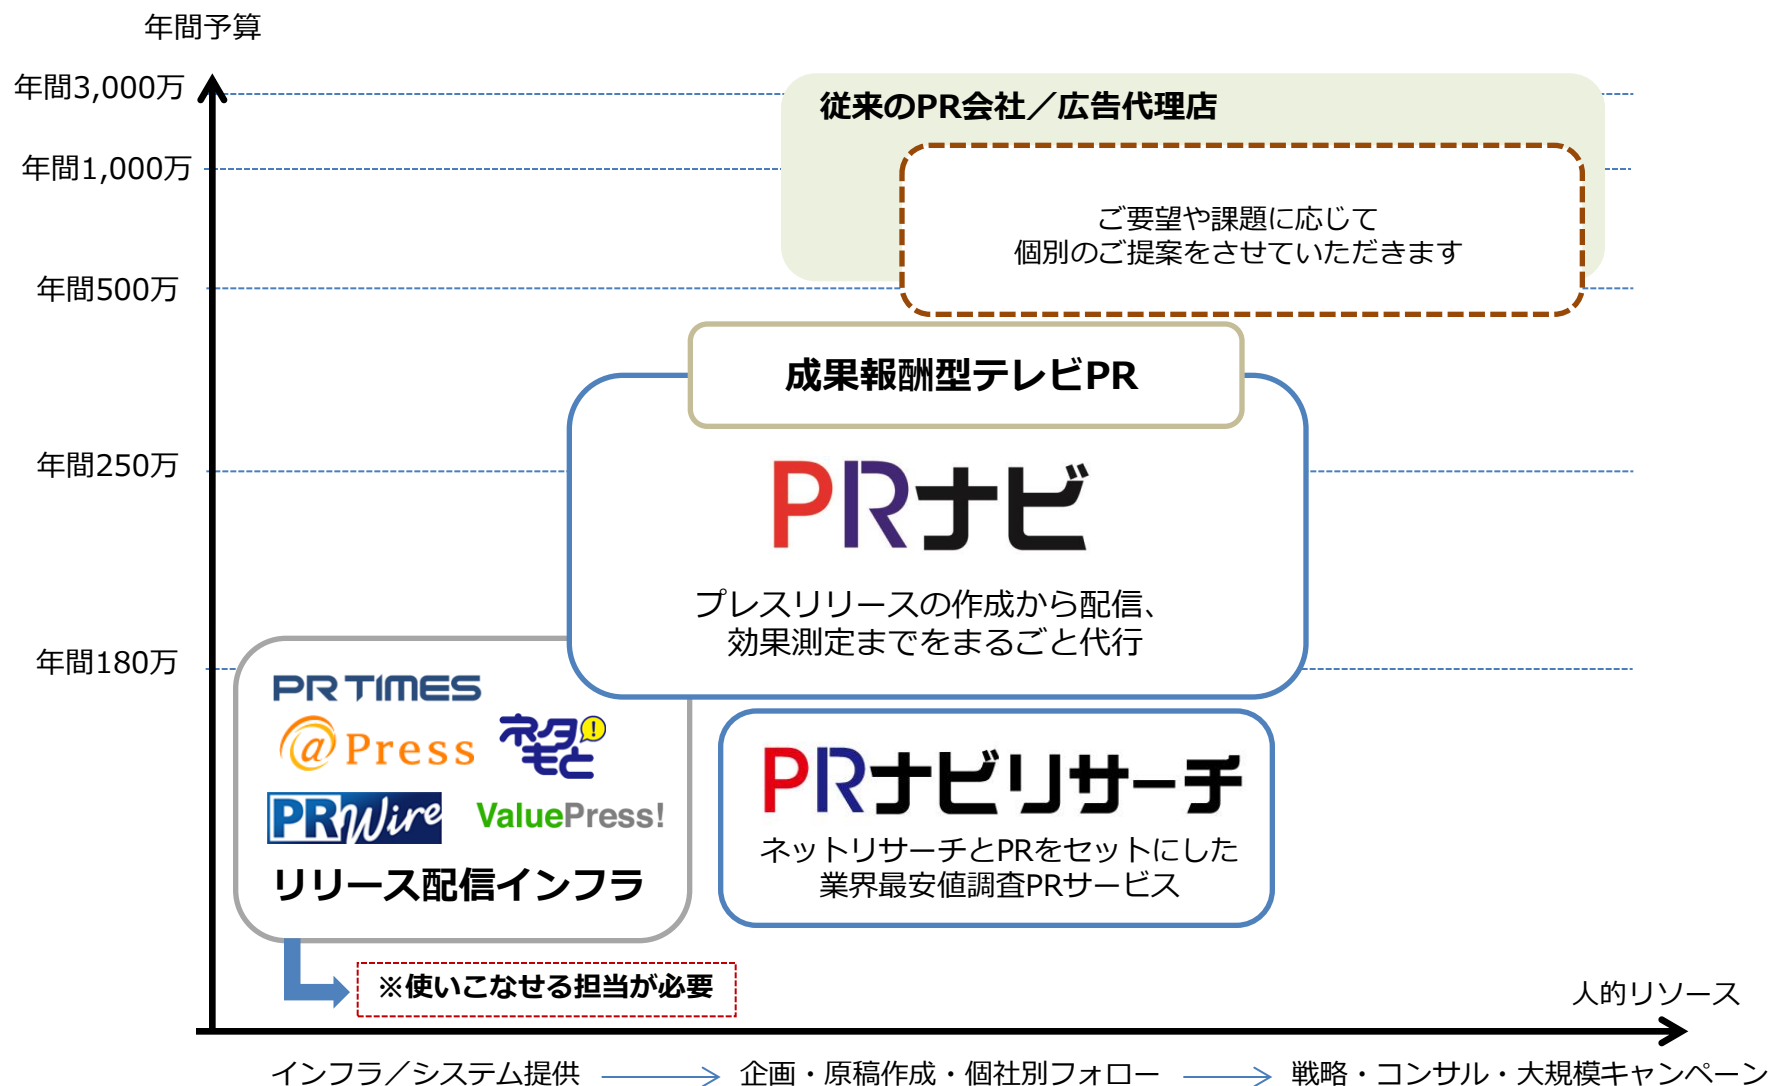 年間予算
年間3,000万
従来のPR会社／広告代理店
年間1,000万
ご要望や課題に応じて
個別のご提案をさせていただきます
年間500万
成果報酬型テレビPR
年間250万
PRナビ
プレスリリースの作成から配信、
効果測定までをまるごと代行
年間180万
PR TIMES
@Press
ネタもと!
PRWire
ValuePress!
リリース配信インフラ
PRナビリサーチ
ネットリサーチとPRをセットにした
業界最安値調査PRサービス
※使いこなせる担当が必要
人的リソース
インフラ／システム提供
企画・原稿作成・個社別フォロー
戦略・コンサル・大規模キャンペーン